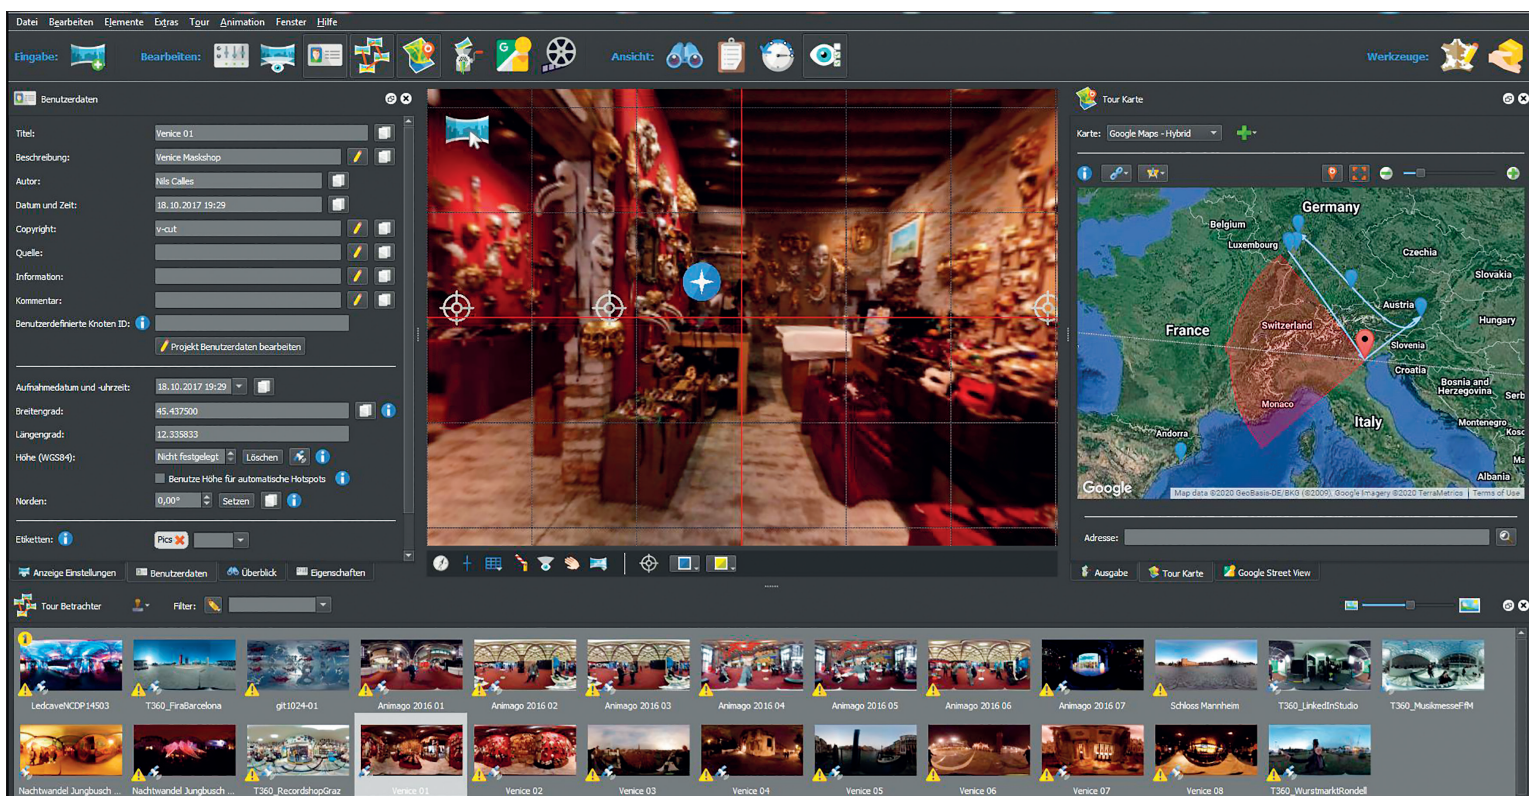 Datei Bearbeiten Elemente Extras Tour Animation Fenster Hilfe
Eingabe: Bearbeiten: Ansicht: Werkzeuge:
Benutzerdaten
Titel: Venice 01
Beschreibung: Venice Maskshop
Autor: Nils Calles
Datum und Zeit: 18.10.2017 19:29
Copyright: v-cut
Quelle:
Information:
Kommentar:
Benutzerdefinierte Knoten ID:
Projekt Benutzerdaten bearbeiten
Aufnahmedatum und -uhrzeit: 18.10.2017 19:29
Breitengrad: 45.437500
Längengrad: 12.335833
Höhe (WGS84): Nicht festgelegt Löschen
Benutze Höhe für automatische Hotspots
Norden: 0,00° Setzen
Etiketten: Pics
Anzeige Einstellungen Benutzerdaten Überblick Eigenschaften
Tour Karte
Karte: Google Maps - Hybrid
Germany
Belgium
Luxembourg
Czechia
Slovakia
Austria
Hungary
France
Switzerland
Slovenia
Croatia
Bosnia and
Herzegovina
Serb
Monaco
Italy
Montenegro
Kosc
Andorra
Ma
Albania
Google
Map data ©2020 GeoBasis-DE/BKG (©2009), Google Imagery ©2020 TerraMetrics Terms of Use
Adresse:
Ausgabe Tour Karte Google Street View
Tour Betrachter Filter:
1
LedcaveNCDP14503 T360_FiraBarcelona git1024-01 Animago 2016 01 Animago 2016 02 Animago 2016 03 Animago 2016 04 Animago 2016 05 Animago 2016 06 Animago 2016 07 Schloss Mannheim T360_LinkedInStudio T360_MusikmesseFfM
Nachtwandel Jungbusch ... Nachtwandel Jungbusch ... T360_RecordshopGraz Venice 01 Venice 02 Venice 03 Venice 04 Venice 05 Venice 06 Venice 07 Venice 08 T360_WurstmarktRondell